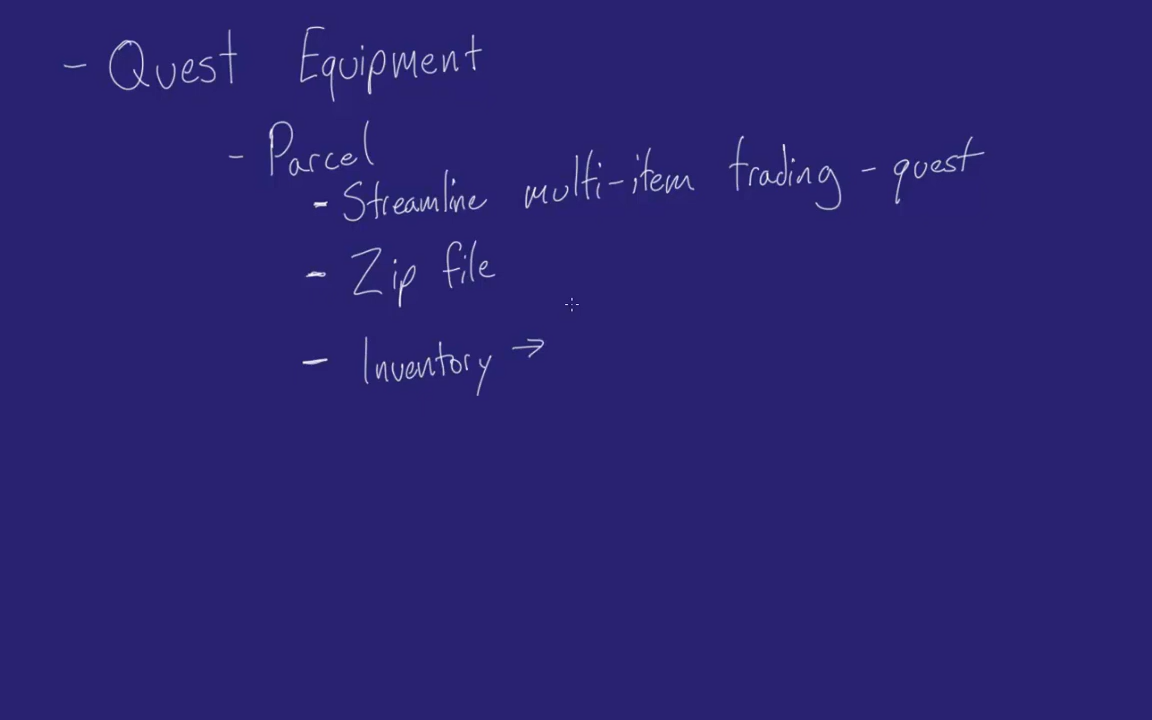 - Quest Equipment
- Parcel
- Streamline multi-item trading - quest
- Zip file
- Inventory →